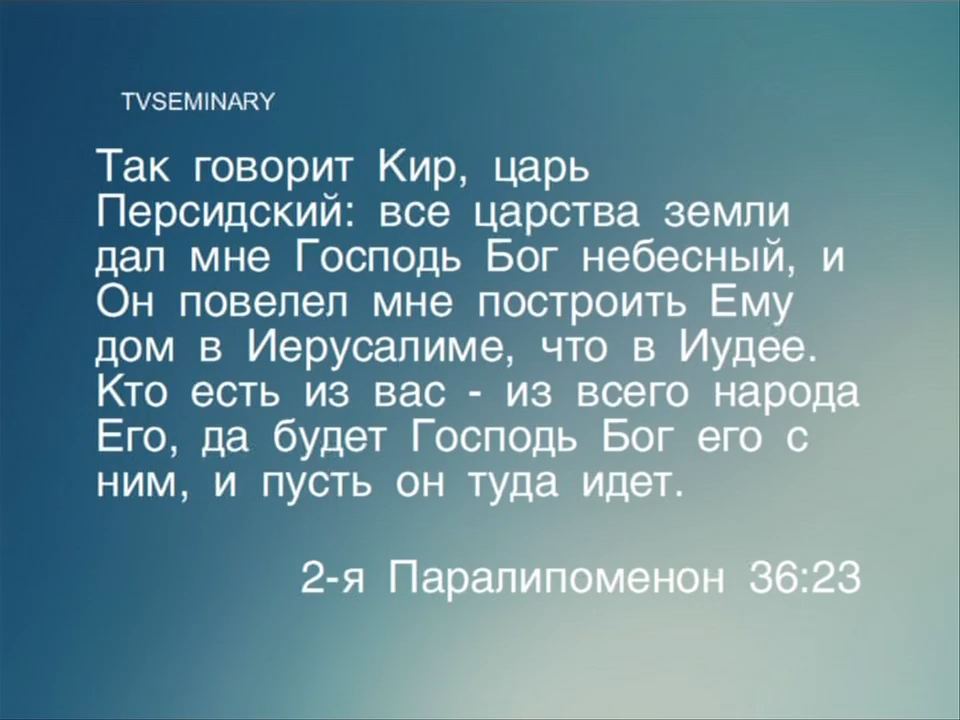 TVSEMINARY
Так говорит Кир, царь
Персидский: все царства земли
дал мне Господь Бог небесный, и
Он повелел мне построить Ему
дом в Иерусалиме, что в Иудее.
Кто есть из вас - из всего народа
Его, да будет Господь Бог его с
ним, и пусть он туда идет.
2-я Паралипоменон 36:23